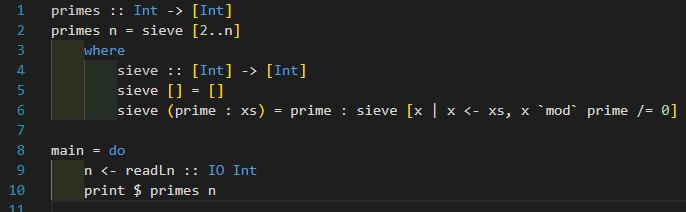 1 primes :: Int -> [Int]
2 primes n = sieve [2..n]
3     where
4         sieve :: [Int] -> [Int]
5         sieve [] = []
6         sieve (prime : xs) = prime : sieve [x | x <- xs, x `mod` prime /= 0]
7
8 main = do
9     n <- readLn :: IO Int
10     print $ primes n
11